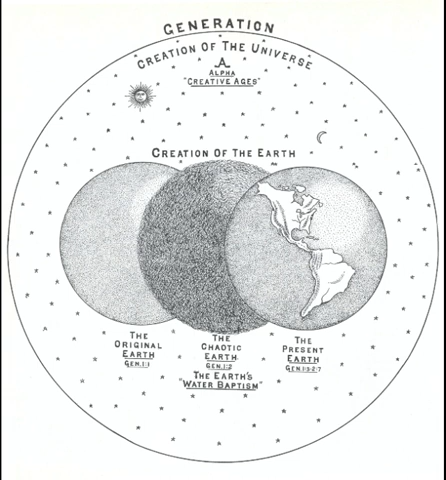 GENERATION
CREATION OF THE UNIVERSE
A
ALPHA
"CREATIVE AGES"
CREATION OF THE EARTH
THE
ORIGINAL
EARTH
GEN.1:1
THE
CHAOTIC
EARTH.
GEN.1:2
THE EARTH'S
"WATER BAPTISM"
THE
PRESENT
EARTH
GEN.1:3-2:7